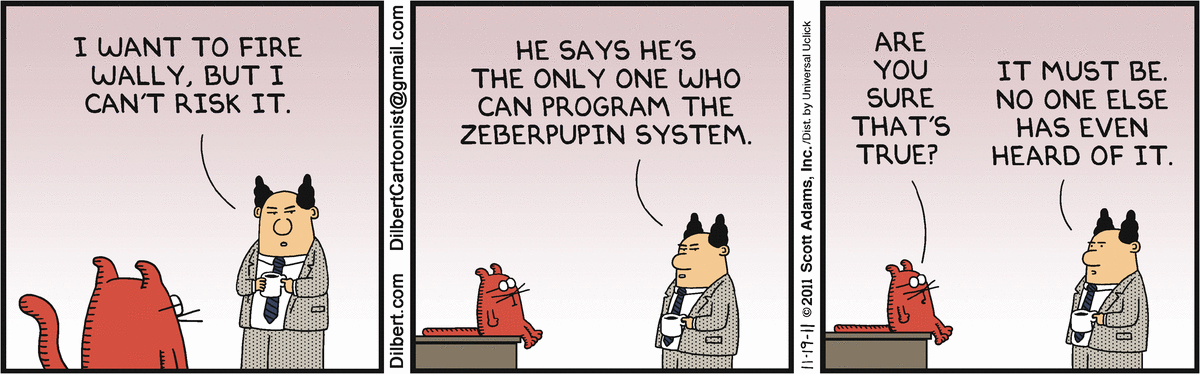 I WANT TO FIRE
WALLY, BUT I
CAN'T RISK IT.
Dilbert.com DilbertCartoonist@gmail.com
HE SAYS HE'S
THE ONLY ONE WHO
CAN PROGRAM THE
ZEBERPUPIN SYSTEM.
11-19-11 ©2011 Scott Adams, Inc./Dist. by Universal Uclick
ARE
YOU
SURE
THAT'S
TRUE?
IT MUST BE.
NO ONE ELSE
HAS EVEN
HEARD OF IT.